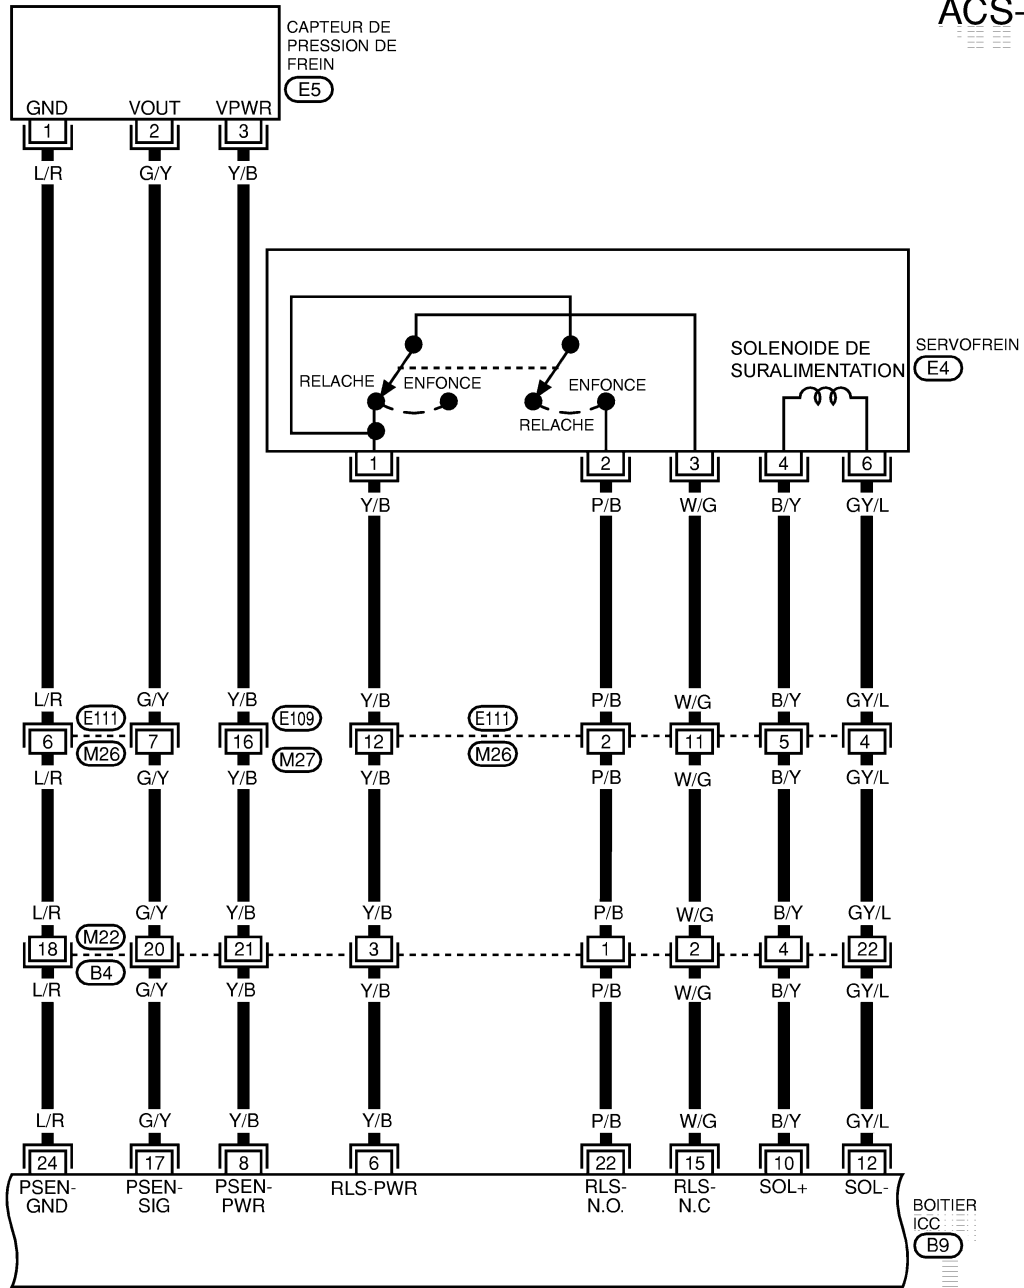 ACS-
CAPTEUR DE
PRESSION DE
FREIN
E5
GND VOUT VPWR
1 2 3
L/R G/Y Y/B
SERVOFREIN
E4
SOLENOIDE DE
SURALIMENTATION
RELACHE ENFONCE ENFONCE
RELACHE
1 2 3 4 6
Y/B P/B W/G B/Y GY/L
L/R G/Y Y/B Y/B P/B W/G B/Y GY/L
E111 E109 E111
6 7 16 12 2 11 5 4
M26 M27 M26
L/R G/Y Y/B Y/B P/B W/G B/Y GY/L
L/R G/Y Y/B Y/B P/B W/G B/Y GY/L
M22
18 20 21 3 1 2 4 22
B4
L/R G/Y Y/B Y/B P/B W/G B/Y GY/L
L/R G/Y Y/B Y/B P/B W/G B/Y GY/L
24 17 8 6 22 15 10 12
PSEN- PSEN- PSEN- RLS-PWR RLS- RLS- SOL+ SOL-
GND SIG PWR N.O. N.C
BOITIER
ICC
B9